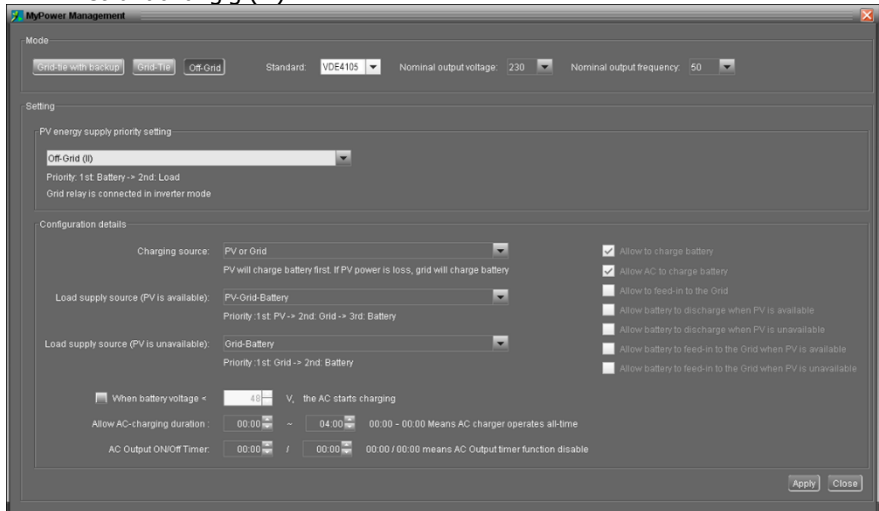 MyPower Management
Mode
Grid-tie with backup Grid-Tie Off-Grid Standard: VDE4105 Nominal output voltage: 230 Nominal output frequency: 50
Setting
PV energy supply priority setting
Off-Grid (II)
Priority: 1st: Battery -> 2nd: Load
Grid relay is connected in inverter mode
Configuration details
Charging source: PV or Grid
PV will charge battery first. If PV power is loss, grid will charge battery
Load supply source (PV is available): PV-Grid-Battery
Priority :1st: PV -> 2nd: Grid -> 3rd: Battery
Load supply source (PV is unavailable): Grid-Battery
Priority :1st: Grid -> 2nd: Battery
Allow to charge battery
Allow AC to charge battery
Allow to feed-in to the Grid
Allow battery to discharge when PV is available
Allow battery to discharge when PV is unavailable
Allow battery to feed-in to the Grid when PV is available
Allow battery to feed-in to the Grid when PV is unavailable
When battery voltage < 48 V, the AC starts charging
Allow AC-charging duration : 00:00 ~ 04:00 00:00 - 00:00 Means AC charger operates all-time
AC Output ON/Off Timer: 00:00 / 00:00 00:00 / 00:00 means AC Output timer function disable
Apply Close